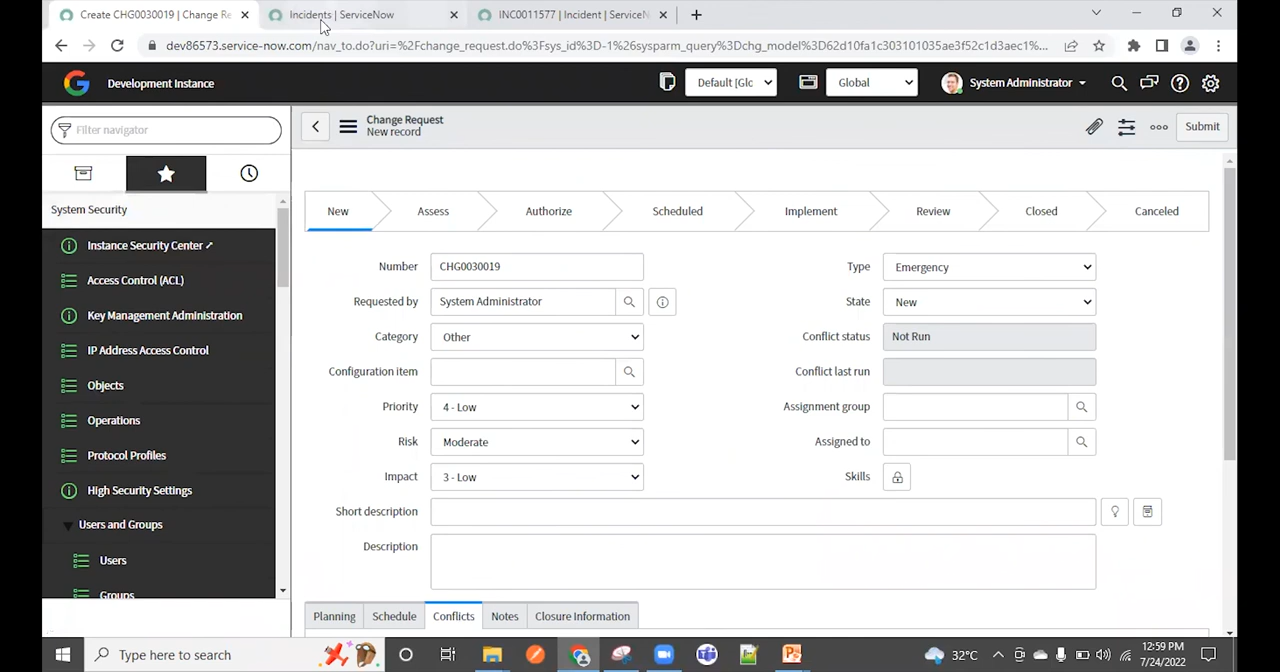 Create CHG0030019 | Change Re
Incidents | ServiceNow
INC0011577 | Incident | ServiceN
dev86573.service-now.com/nav_to.do?uri=%2Fchange_request.do%3Fsys_id%3D-1%26sysparm_query%3Dchg_model%3D62d10fa1c303101035ae3f52c1d3aec1%...
Development Instance
Default [Glc
Global
System Administrator
Filter navigator
Change Request
New record
Submit
System Security
Instance Security Center
Access Control (ACL)
Key Management Administration
IP Address Access Control
Objects
Operations
Protocol Profiles
High Security Settings
Users and Groups
Users
Groups
New
Assess
Authorize
Scheduled
Implement
Review
Closed
Canceled
Number
CHG0030019
Type
Emergency
Requested by
System Administrator
State
New
Category
Other
Conflict status
Not Run
Configuration item
Conflict last run
Priority
4 - Low
Assignment group
Risk
Moderate
Assigned to
Impact
3 - Low
Skills
Short description
Description
Planning
Schedule
Conflicts
Notes
Closure Information
Type here to search
32°C
12:59 PM
7/24/2022